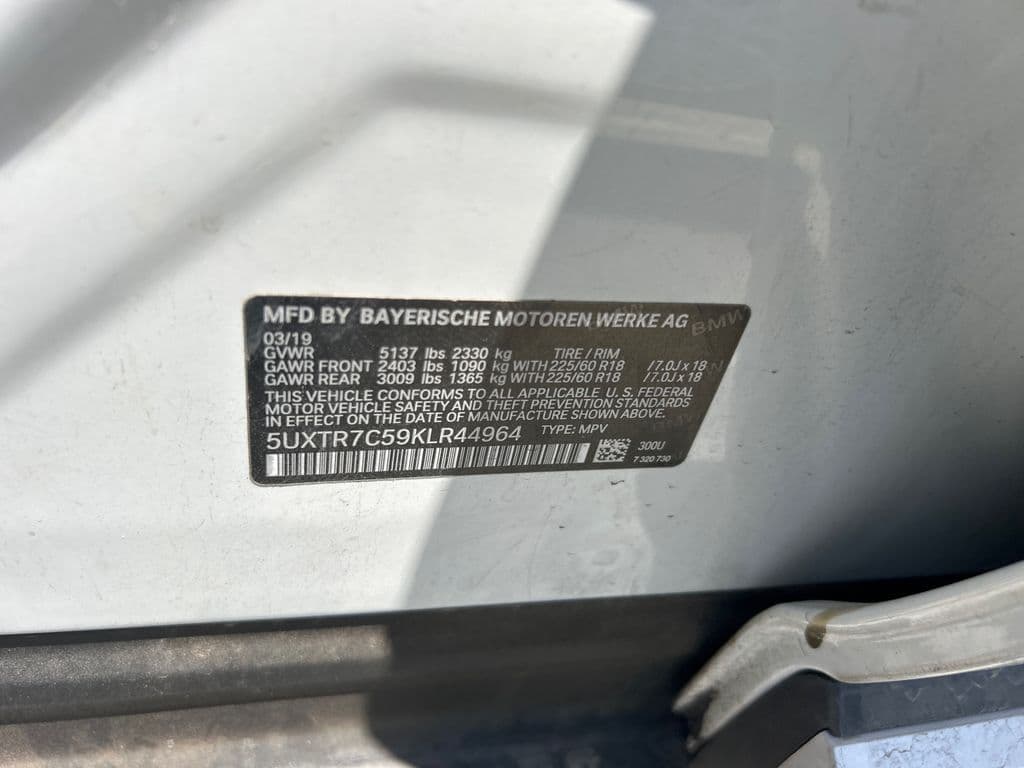 MFD BY BAYERISCHE MOTOREN WERKE AG
BMW
03/19
GVWR 5137 lbs 2330 kg TIRE / RIM
GAWR FRONT 2403 lbs 1090 kg WITH 225/60 R18 /7.0J x 18
GAWR REAR 3009 lbs 1365 kg WITH 225/60 R18 /7.0J x 18
THIS VEHICLE CONFORMS TO ALL APPLICABLE U. S. FEDERAL
MOTOR VEHICLE SAFETY AND THEFT PREVENTION STANDARDS
IN EFFECT ON THE DATE OF MANUFACTURE SHOWN ABOVE.
5UXTR7C59KLR44964 TYPE: MPV
300U
7 320 730